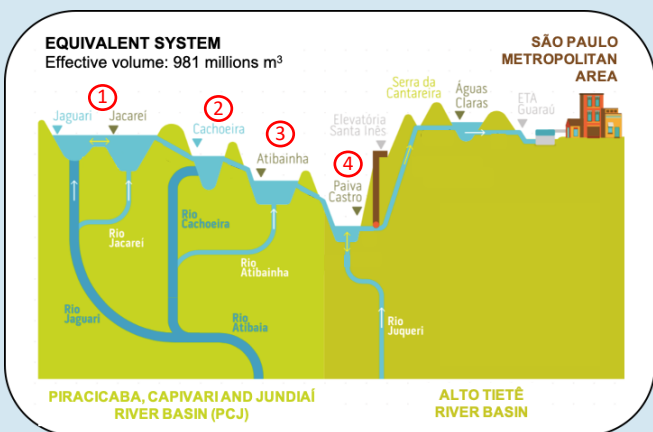 EQUIVALENT SYSTEM
Effective volume: 981 millions m³
SÃO PAULO
METROPOLITAN
AREA
1
Jaguari
Jacareí
2
Cachoeira
3
Atibainha
4
Paiva
Castro
Elevatória
Santa Inês
Serra da
Cantareira
Águas
Claras
ETA
Guaraú
Rio
Jacareí
Rio
Cachoeira
Rio
Atibainha
Rio
Jaguari
Rio
Atibaia
Rio
Juqueri
PIRACICABA, CAPIVARI AND JUNDIAÍ
RIVER BASIN (PCJ)
ALTO TIETÊ
RIVER BASIN